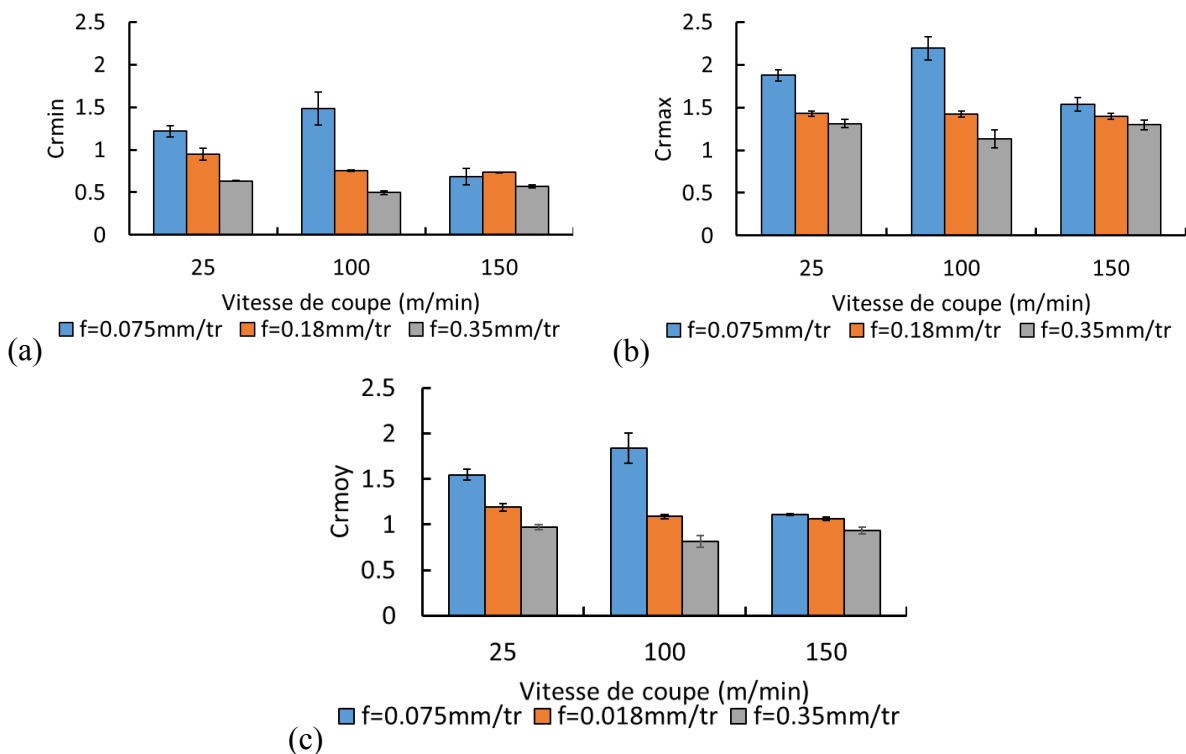 2.5
2
1.5
1
0.5
0
Crmin
25 100 150
Vitesse de coupe (m/min)
f=0.075mm/tr f=0.18mm/tr f=0.35mm/tr
(a)
2.5
2
1.5
1
0.5
0
Crmax
25 100 150
Vitesse de coupe (m/min)
f=0.075mm/tr f=0.18mm/tr f=0.35mm/tr
(b)
2.5
2
1.5
1
0.5
0
Crmoy
25 100 150
Vitesse de coupe (m/min)
f=0.075mm/tr f=0.018mm/tr f=0.35mm/tr
(c)